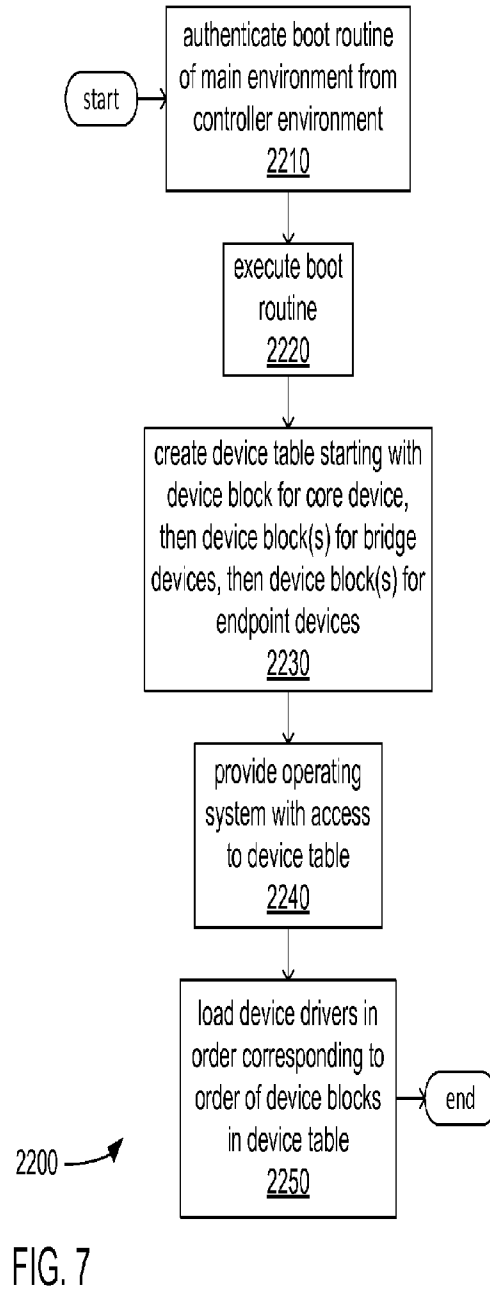 start
authenticate boot routine
of main environment from
controller environment
2210
execute boot
routine
2220
create device table starting with
device block for core device,
then device block(s) for bridge
devices, then device block(s) for
endpoint devices
2230
provide operating
system with access
to device table
2240
load device drivers in
order corresponding to
order of device blocks
in device table
2250
end
2200
FIG. 7